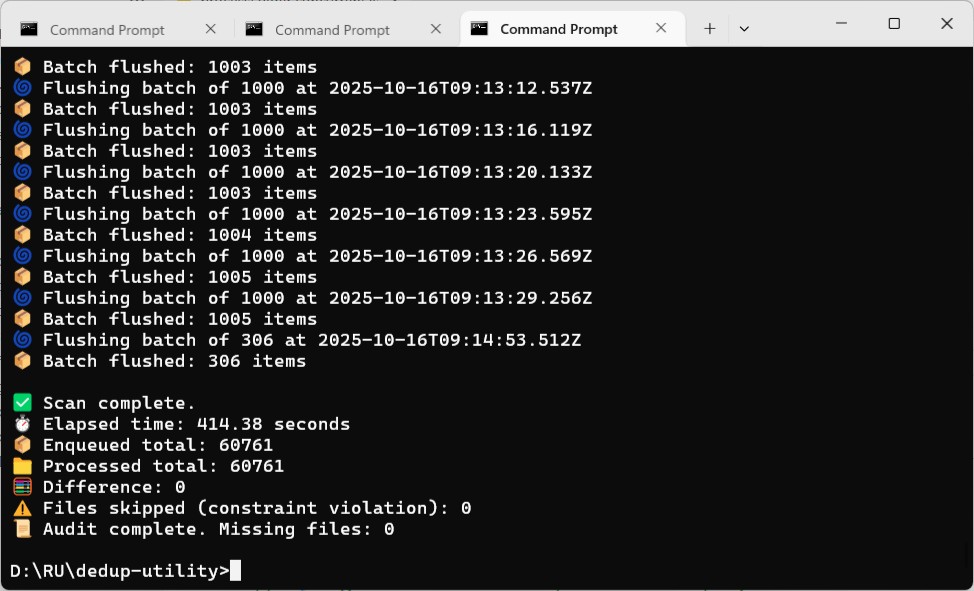 Command Prompt
Command Prompt
Command Prompt
Batch flushed: 1003 items
Flushing batch of 1000 at 2025-10-16T09:13:12.537Z
Batch flushed: 1003 items
Flushing batch of 1000 at 2025-10-16T09:13:16.119Z
Batch flushed: 1003 items
Flushing batch of 1000 at 2025-10-16T09:13:20.133Z
Batch flushed: 1003 items
Flushing batch of 1000 at 2025-10-16T09:13:23.595Z
Batch flushed: 1004 items
Flushing batch of 1000 at 2025-10-16T09:13:26.569Z
Batch flushed: 1005 items
Flushing batch of 1000 at 2025-10-16T09:13:29.256Z
Batch flushed: 1005 items
Flushing batch of 306 at 2025-10-16T09:14:53.512Z
Batch flushed: 306 items
Scan complete.
Elapsed time: 414.38 seconds
Enqueued total: 60761
Processed total: 60761
Difference: 0
Files skipped (constraint violation): 0
Audit complete. Missing files: 0
D:\RU\dedup-utility>